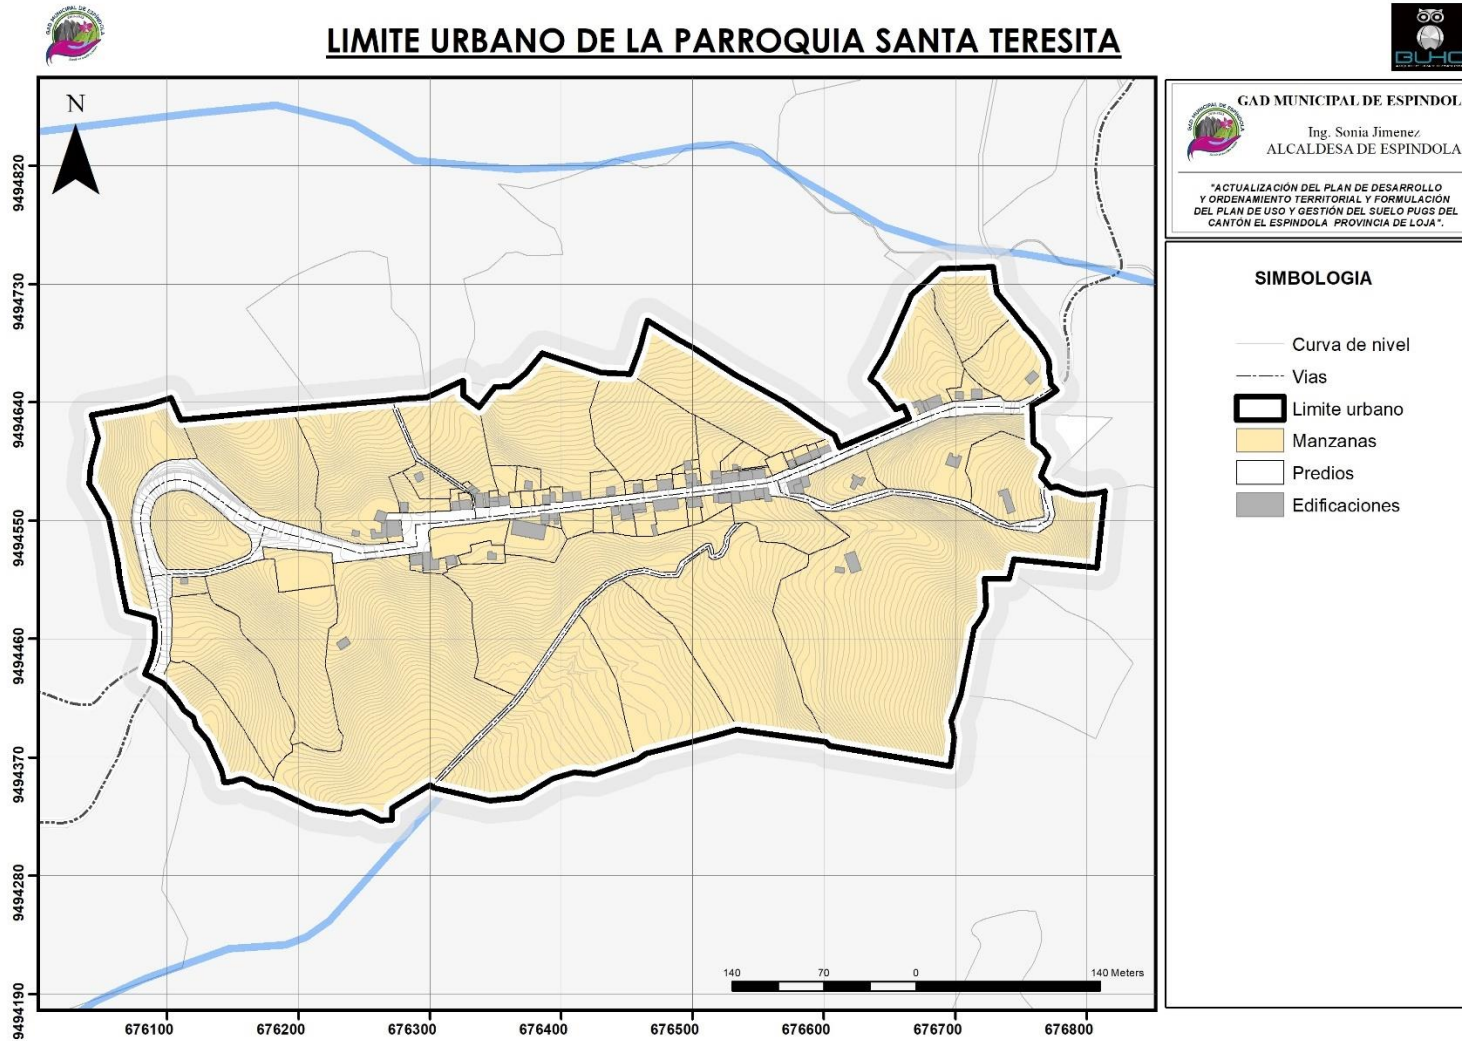 LIMITE URBANO DE LA PARROQUIA SANTA TERESITA
BUHO
N
GAD MUNICIPAL DE ESPINDOL
Ing. Sonia Jimenez
ALCALDESA DE ESPINDOLA
"ACTUALIZACIÓN DEL PLAN DE DESARROLLO
Y ORDENAMIENTO TERRITORIAL Y FORMULACIÓN
DEL PLAN DE USO Y GESTIÓN DEL SUELO PUGS DEL
CANTÓN EL ESPINDOLA PROVINCIA DE LOJA".
SIMBOLOGIA
Curva de nivel
Vias
Limite urbano
Manzanas
Predios
Edificaciones
9494820
9494730
9494640
9494550
9494460
9494370
9494280
9494190
140 70 0 140 Meters
676100 676200 676300 676400 676500 676600 676700 676800